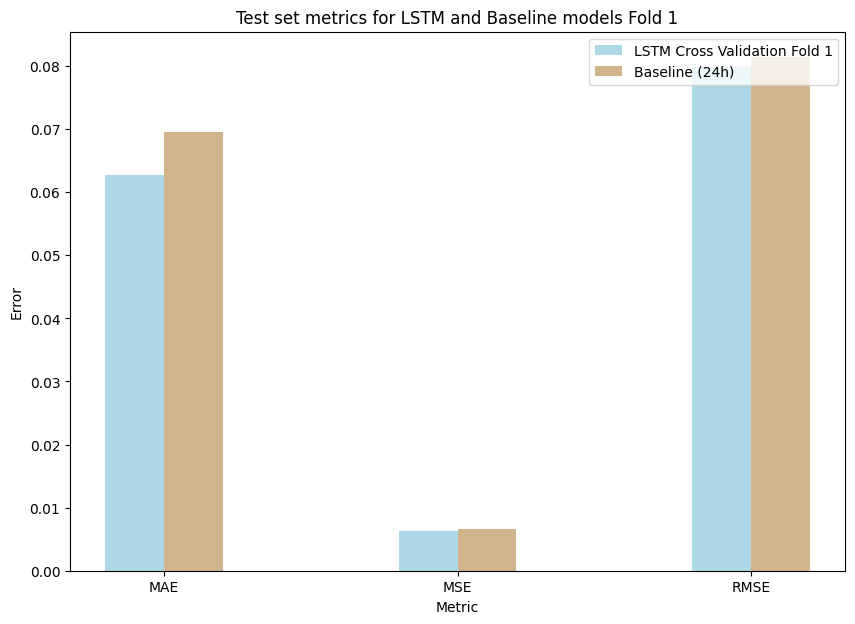 Test set metrics for LSTM and Baseline models Fold 1
LSTM Cross Validation Fold 1
Baseline (24h)
0.08
0.07
0.06
0.05
0.04
0.03
0.02
0.01
0.00
Error
MAE
MSE
RMSE
Metric